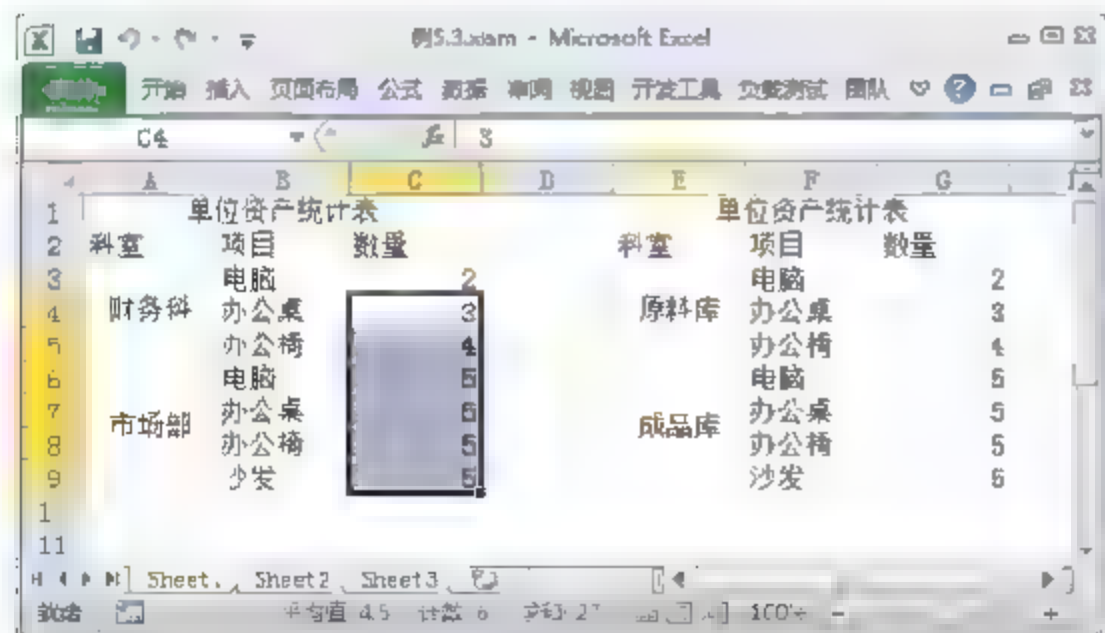 例5.3.xlam - Microsoft Excel
开始 插入 页面布局 公式 数据 审阅 视图 开发工具 负载测试 团队
C4 fx 3
A B C D E F G
1 单位资产统计表 单位资产统计表
2 科室 项目 数量 科室 项目 数量
3 电脑 2 电脑 2
4 财务科 办公桌 3 原料库 办公桌 3
5 办公椅 4 办公椅 4
6 电脑 5 电脑 5
7 市场部 办公桌 办公桌 5
8 办公椅 5 成品库 办公椅 5
9 沙发 沙发
1
11
Sheet Sheet2 Sheet3
就绪 平均值 4.5 计数 6 求和 27 100%